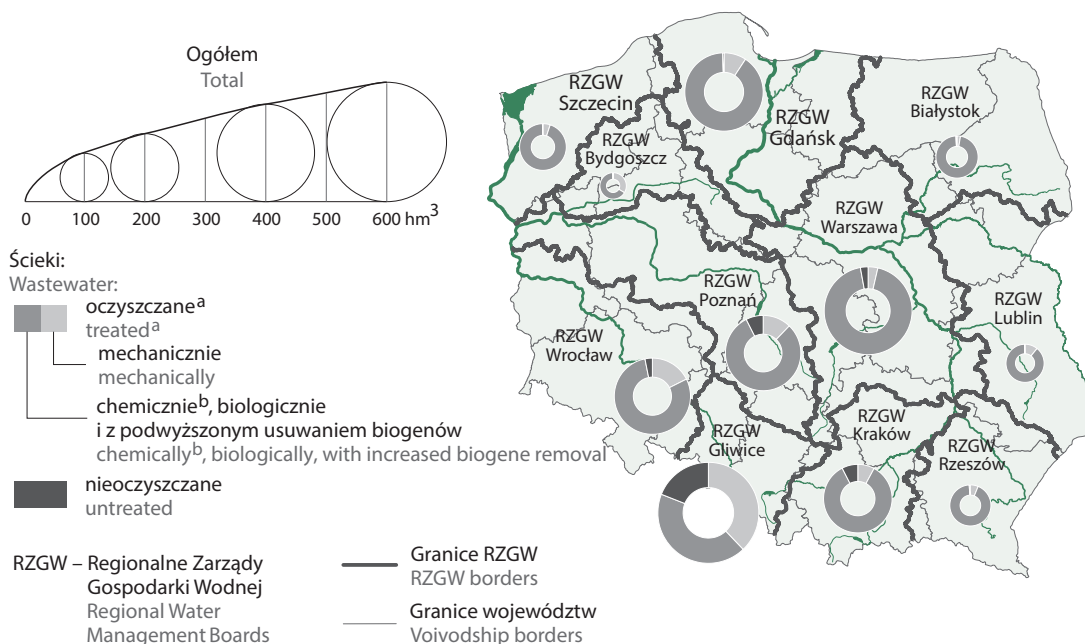 Ogółem
Total
0 100 200 300 400 500 600 hm³
Ścieki:
Wastewater:
oczyszczaneᵃ
treatedᵃ
mechanicznie
mechanically
chemicznieᵇ, biologicznie
i z podwyższonym usuwaniem biogenów
chemicallyᵇ, biologically, with increased biogene removal
nieoczyszczane
untreated
RZGW – Regionalne Zarządy
Gospodarki Wodnej
Regional Water
Management Boards
Granice RZGW
RZGW borders
Granice województw
Voivodship borders
RZGW
Szczecin
RZGW
Bydgoszcz
RZGW
Gdańsk
RZGW
Białystok
RZGW
Warszawa
RZGW
Poznań
RZGW
Lublin
RZGW
Wrocław
RZGW
Gliwice
RZGW
Kraków
RZGW
Rzeszów